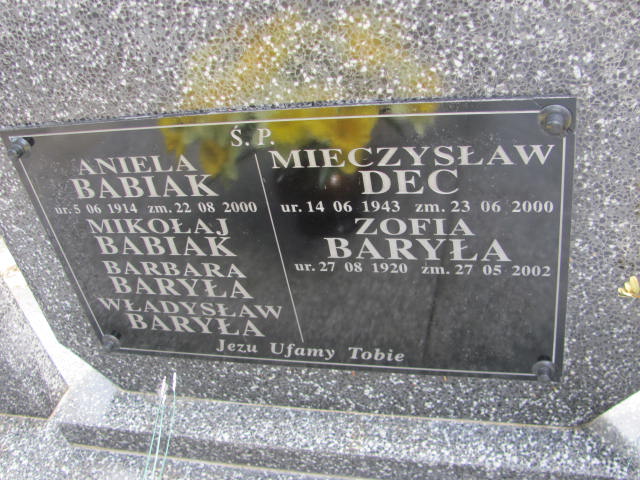 Ś. P.
ANIELA
BABIAK
ur. 5 06 1914 zm. 22 08 2000
MIKOŁAJ
BABIAK
BARBARA
BARYŁA
WŁADYSŁAW
BARYŁA
MIECZYSŁAW
DEC
ur. 14 06 1943 zm. 23 06 2000
ZOFIA
BARYŁA
ur. 27 08 1920 zm. 27 05 2002
Jezu Ufamy Tobie